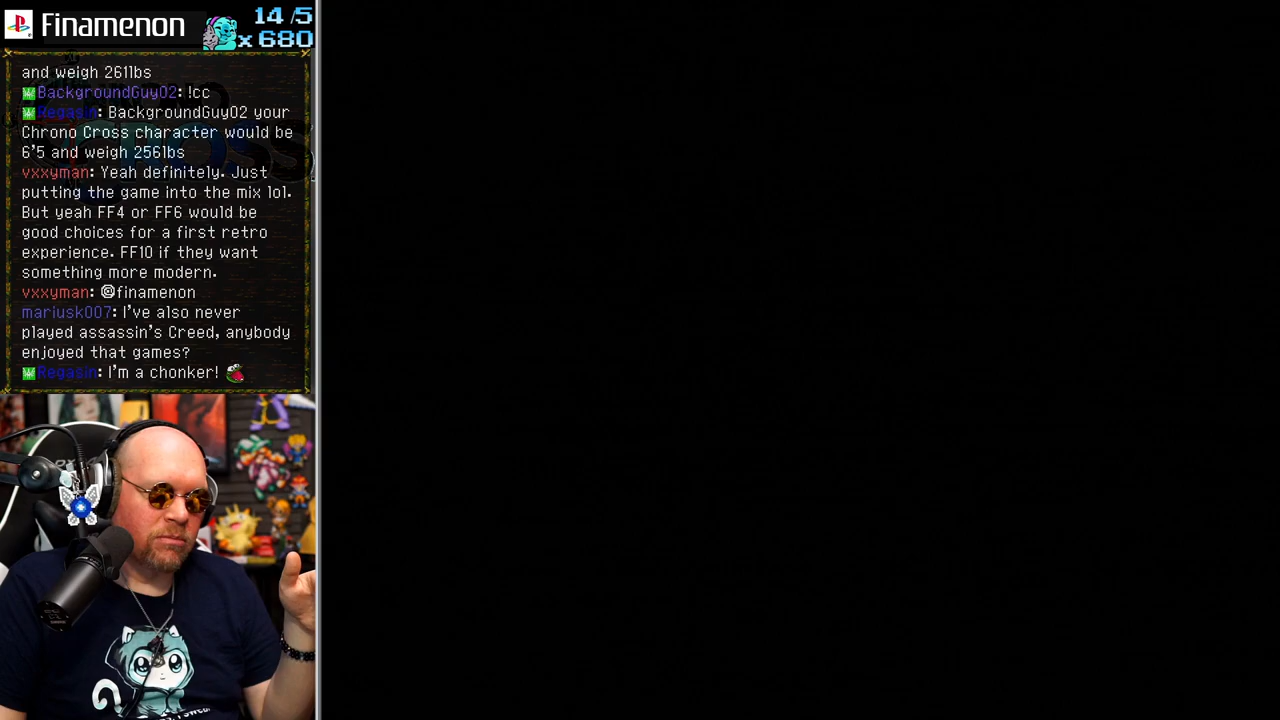 Finamenon
14/5
x680
and weigh 261lbs
BackgroundGuy02: !cc
Regasin: BackgroundGuy02 your
Chrono Cross character would be
6'5 and weigh 256lbs
vxxyman: Yeah definitely. Just
putting the game into the mix lol.
But yeah FF4 or FF6 would be
good choices for a first retro
experience. FF10 if they want
something more modern.
vxxyman: @finamenon
mariusk007: I've also never
played assassin's Creed, anybody
enjoyed that games?
Regasin: I'm a chonker!